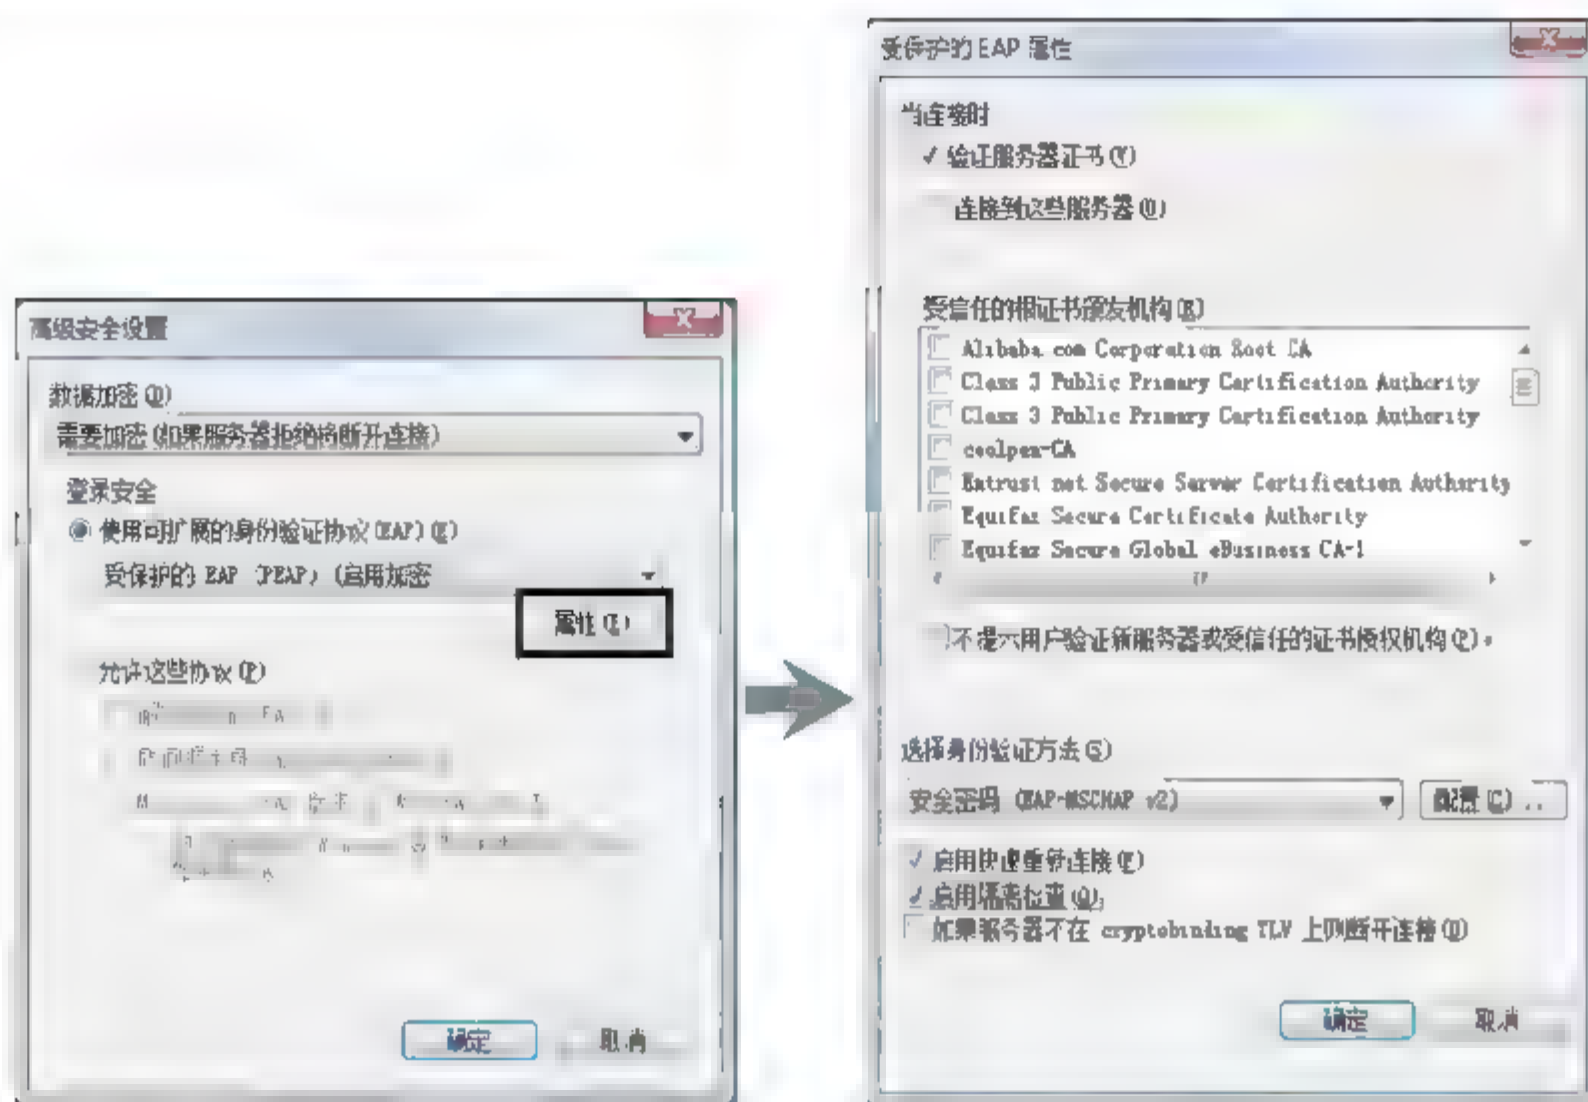 高级安全设置
数据加密(D)
需要加密(如果服务器拒绝将断开连接)
登录安全
使用可扩展的身份验证协议(EAP)(E)
受保护的 EAP (PEAP) (启用加密
属性(E)
允许这些协议(P)
确定
取消
受保护的 EAP 属性
当连接时
验证服务器证书(V)
连接到这些服务器(O)
受信任的根证书颁发机构(R)
Alibaba com Corporation Root CA
Class 3 Public Primary Certification Authority
Class 3 Public Primary Certification Authority
coolpen-CA
Entrust net Secure Server Certification Authority
Equifax Secure Certificate Authority
Equifax Secure Global eBusiness CA-1
不提示用户验证新服务器或受信任的证书授权机构(P)。
选择身份验证方法(S)
安全密码 (EAP-MSCHAP v2)
配置(C)...
启用快速重新连接(F)
启用隔离检查(Q)
如果服务器不在 cryptobinding TLV 上则断开连接(D)
确定
取消